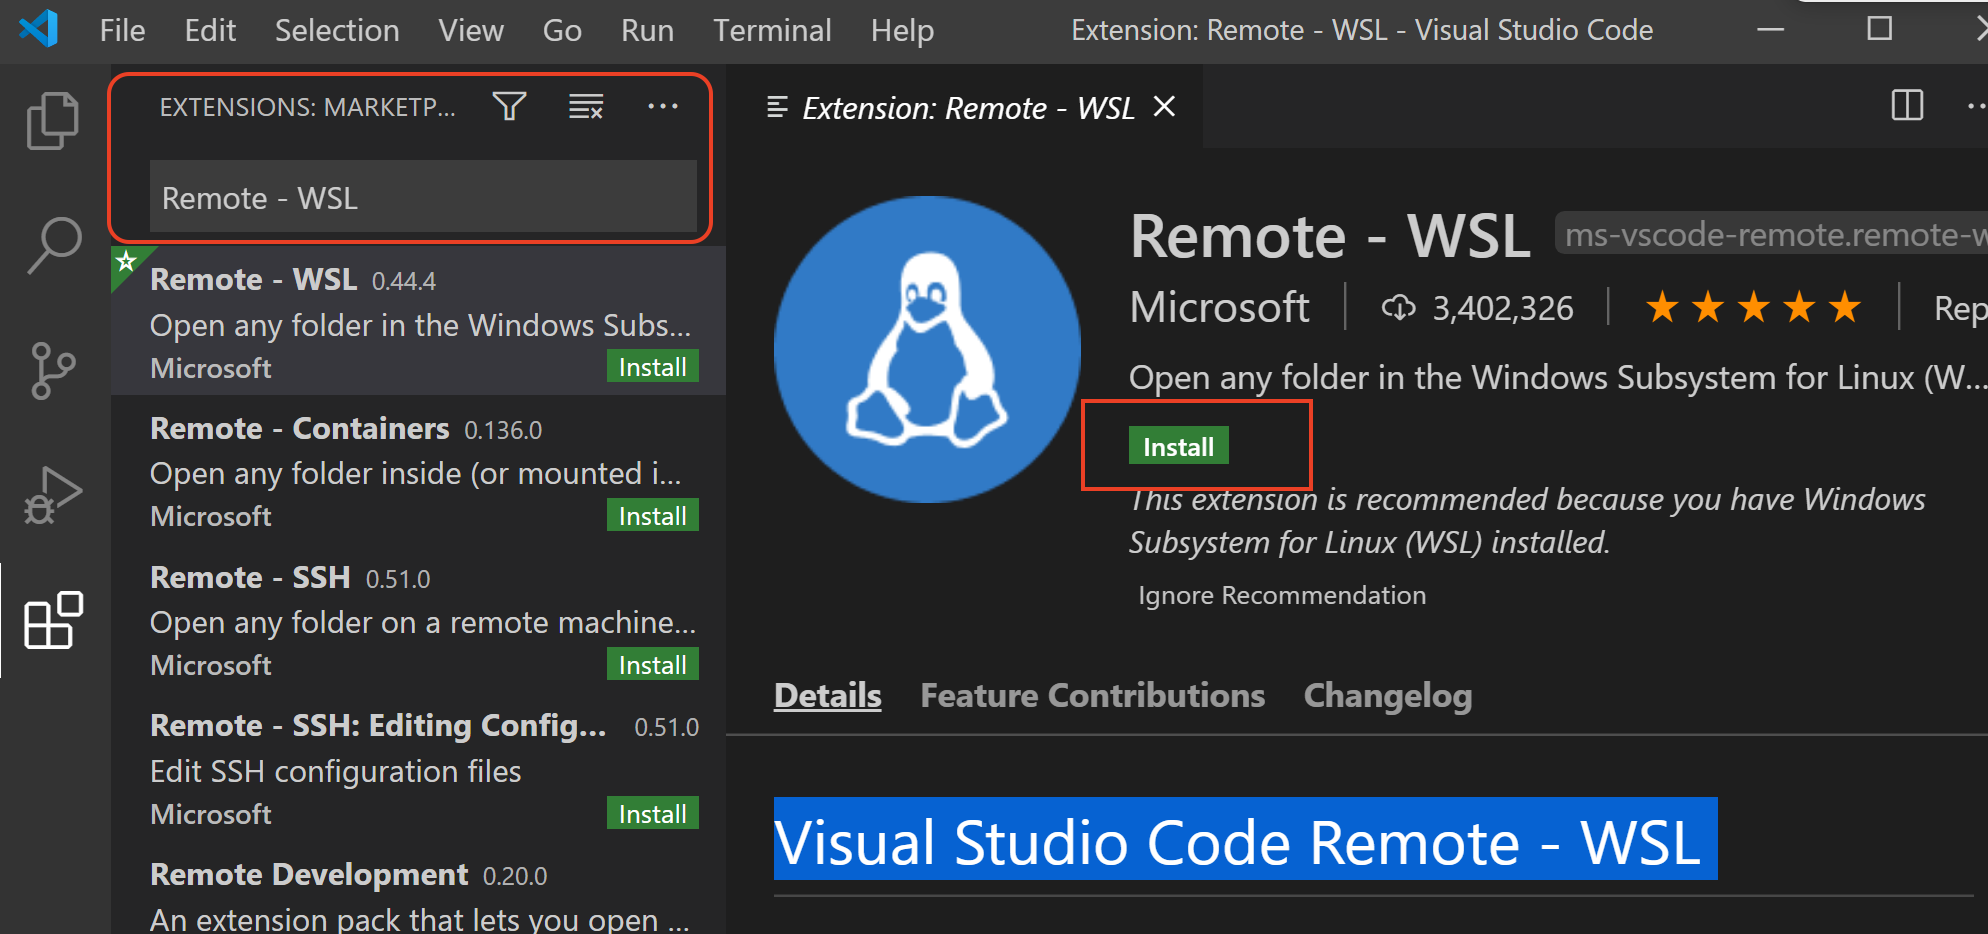 File Edit Selection View Go Run Terminal Help Extension: Remote - WSL - Visual Studio Code
EXTENSIONS: MARKETP...
Remote - WSL
Remote - WSL 0.44.4
Open any folder in the Windows Subs...
Microsoft Install
Remote - Containers 0.136.0
Open any folder inside (or mounted i...
Microsoft Install
Remote - SSH 0.51.0
Open any folder on a remote machine...
Microsoft Install
Remote - SSH: Editing Config... 0.51.0
Edit SSH configuration files
Microsoft Install
Remote Development 0.20.0
An extension pack that lets you open ...
Extension: Remote - WSL
Remote - WSL ms-vscode-remote.remote-w
Microsoft 3,402,326 Rep
Open any folder in the Windows Subsystem for Linux (W...
Install
This extension is recommended because you have Windows
Subsystem for Linux (WSL) installed.
Ignore Recommendation
Details Feature Contributions Changelog
Visual Studio Code Remote - WSL